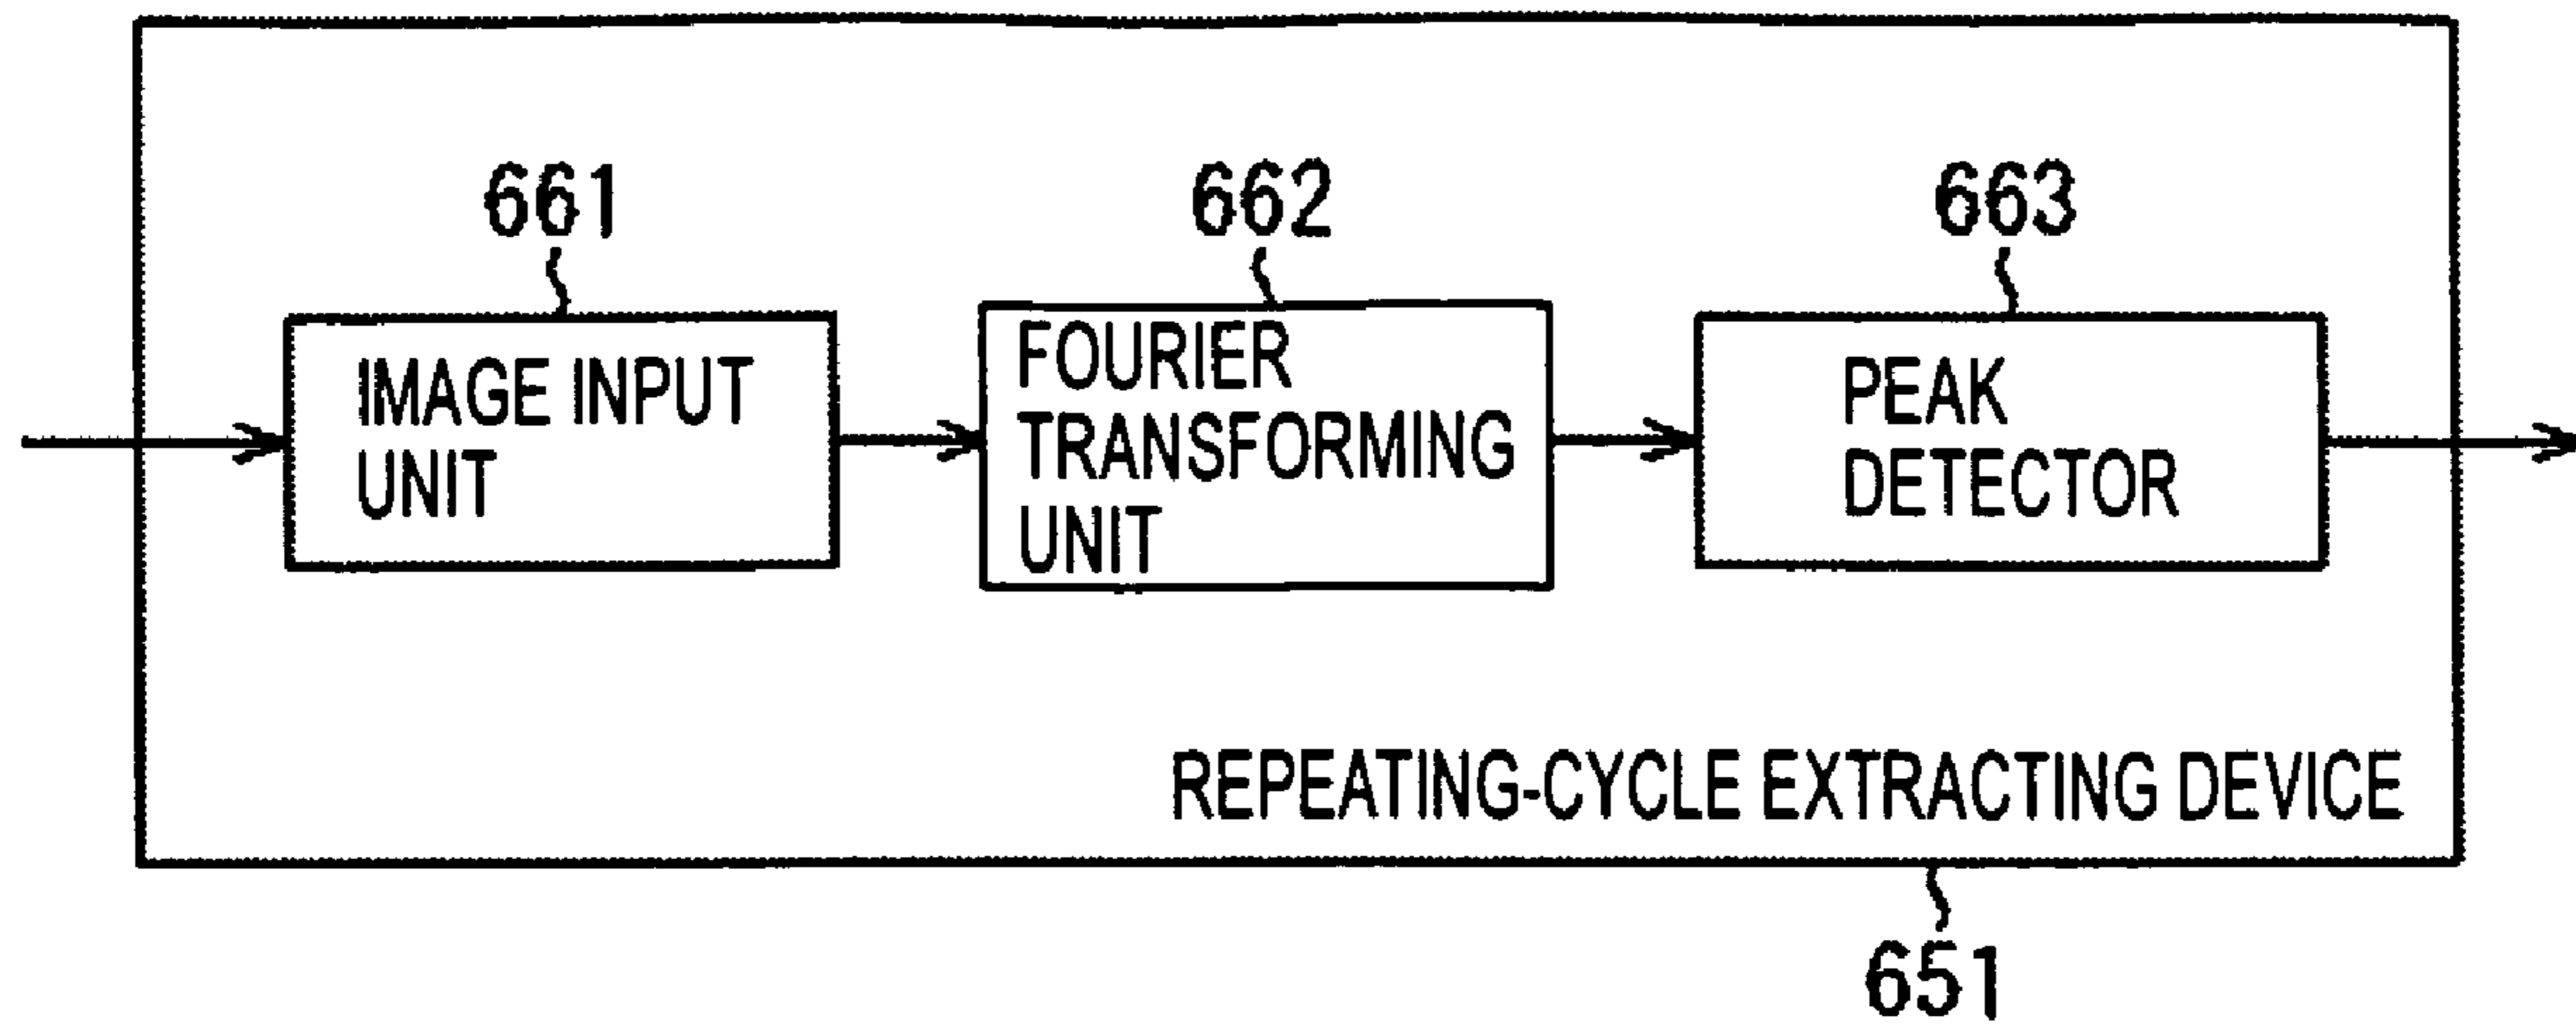 661
662
663
IMAGE INPUT
UNIT
FOURIER
TRANSFORMING
UNIT
PEAK
DETECTOR
REPEATING-CYCLE EXTRACTING DEVICE
651